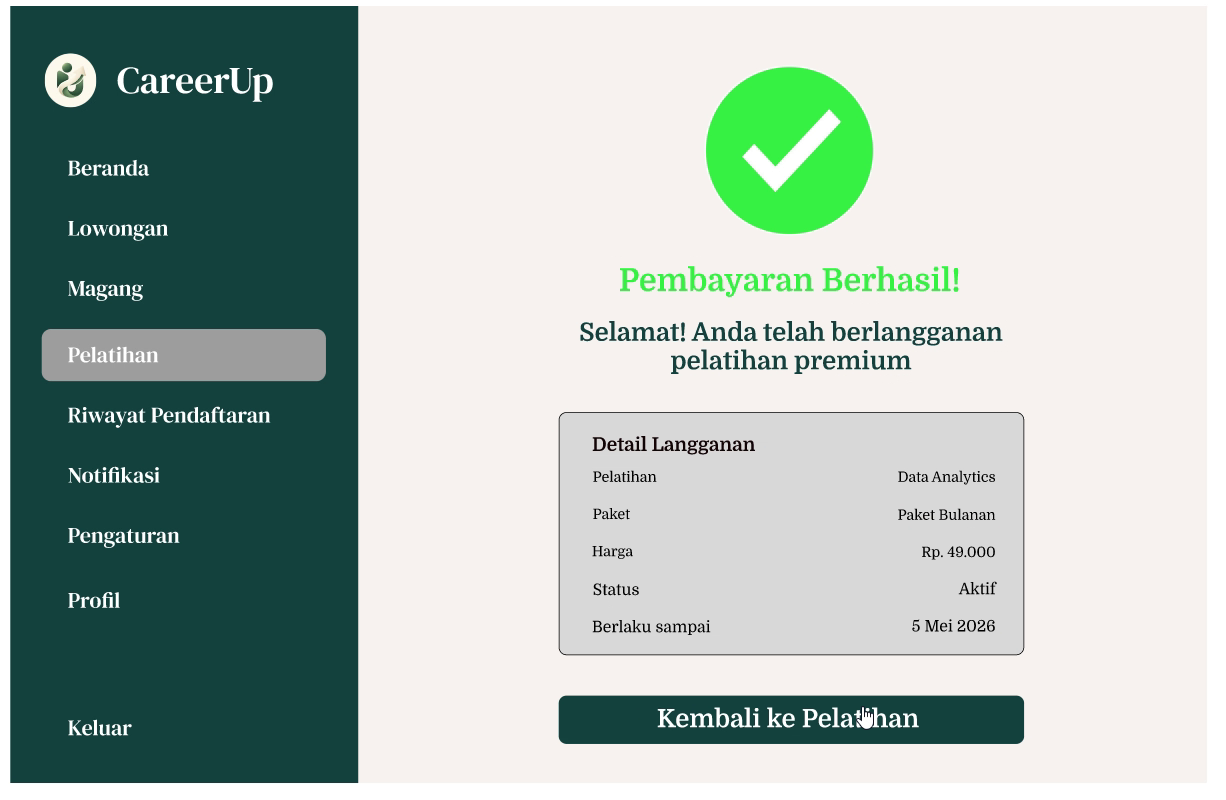 CareerUp
Beranda
Lowongan
Magang
Pelatihan
Riwayat Pendaftaran
Notifikasi
Pengaturan
Profil
Keluar
Pembayaran Berhasil!
Selamat! Anda telah berlangganan
pelatihan premium
Detail Langganan
Pelatihan Data Analytics
Paket Paket Bulanan
Harga Rp. 49.000
Status Aktif
Berlaku sampai 5 Mei 2026
Kembali ke Pelatihan